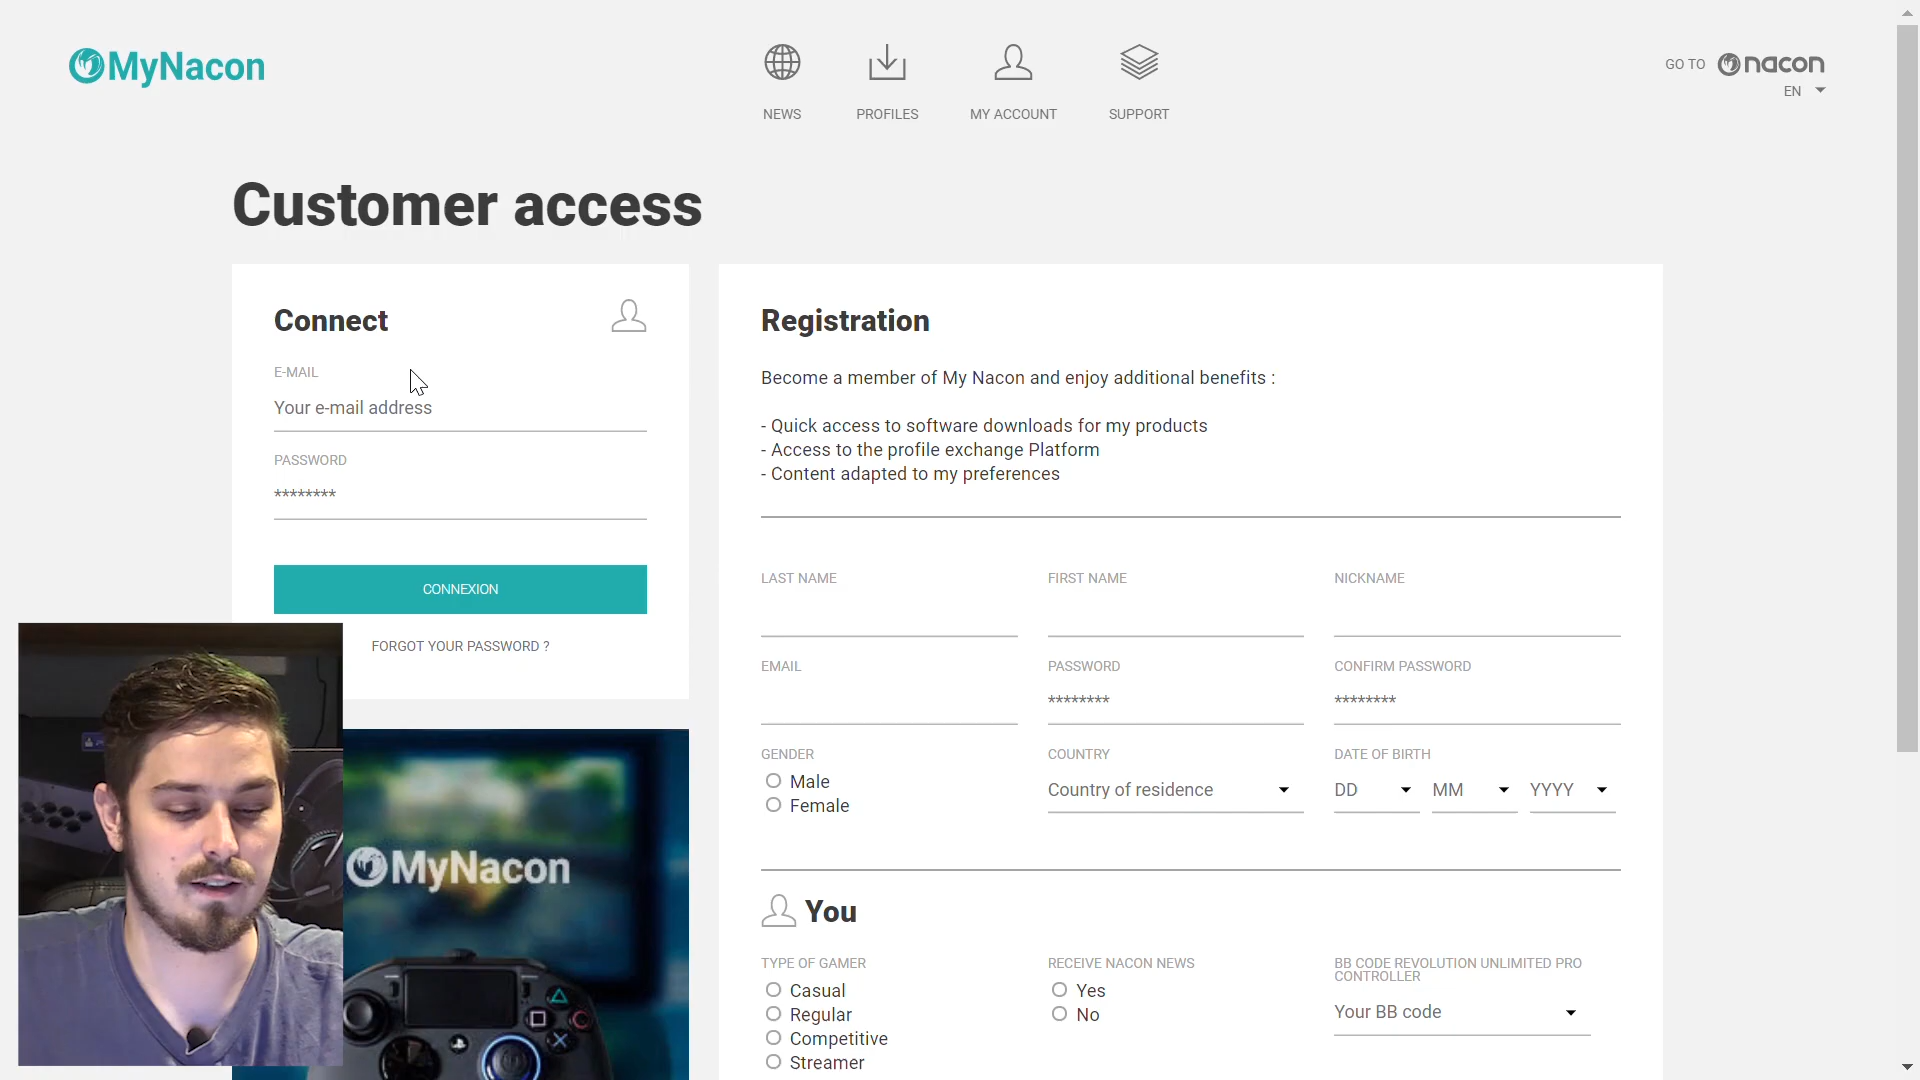 MyNacon
NEWS
PROFILES
MY ACCOUNT
SUPPORT
GO TO nacon
EN
Customer access
Connect
E-MAIL
Your e-mail address
PASSWORD
********
CONNEXION
FORGOT YOUR PASSWORD ?
MyNacon
Registration
Become a member of My Nacon and enjoy additional benefits :
- Quick access to software downloads for my products
- Access to the profile exchange Platform
- Content adapted to my preferences
LAST NAME
FIRST NAME
NICKNAME
EMAIL
PASSWORD
********
CONFIRM PASSWORD
********
GENDER
Male
Female
COUNTRY
Country of residence
DATE OF BIRTH
DD
MM
YYYY
You
TYPE OF GAMER
Casual
Regular
Competitive
Streamer
RECEIVE NACON NEWS
Yes
No
BB CODE REVOLUTION UNLIMITED PRO
CONTROLLER
Your BB code